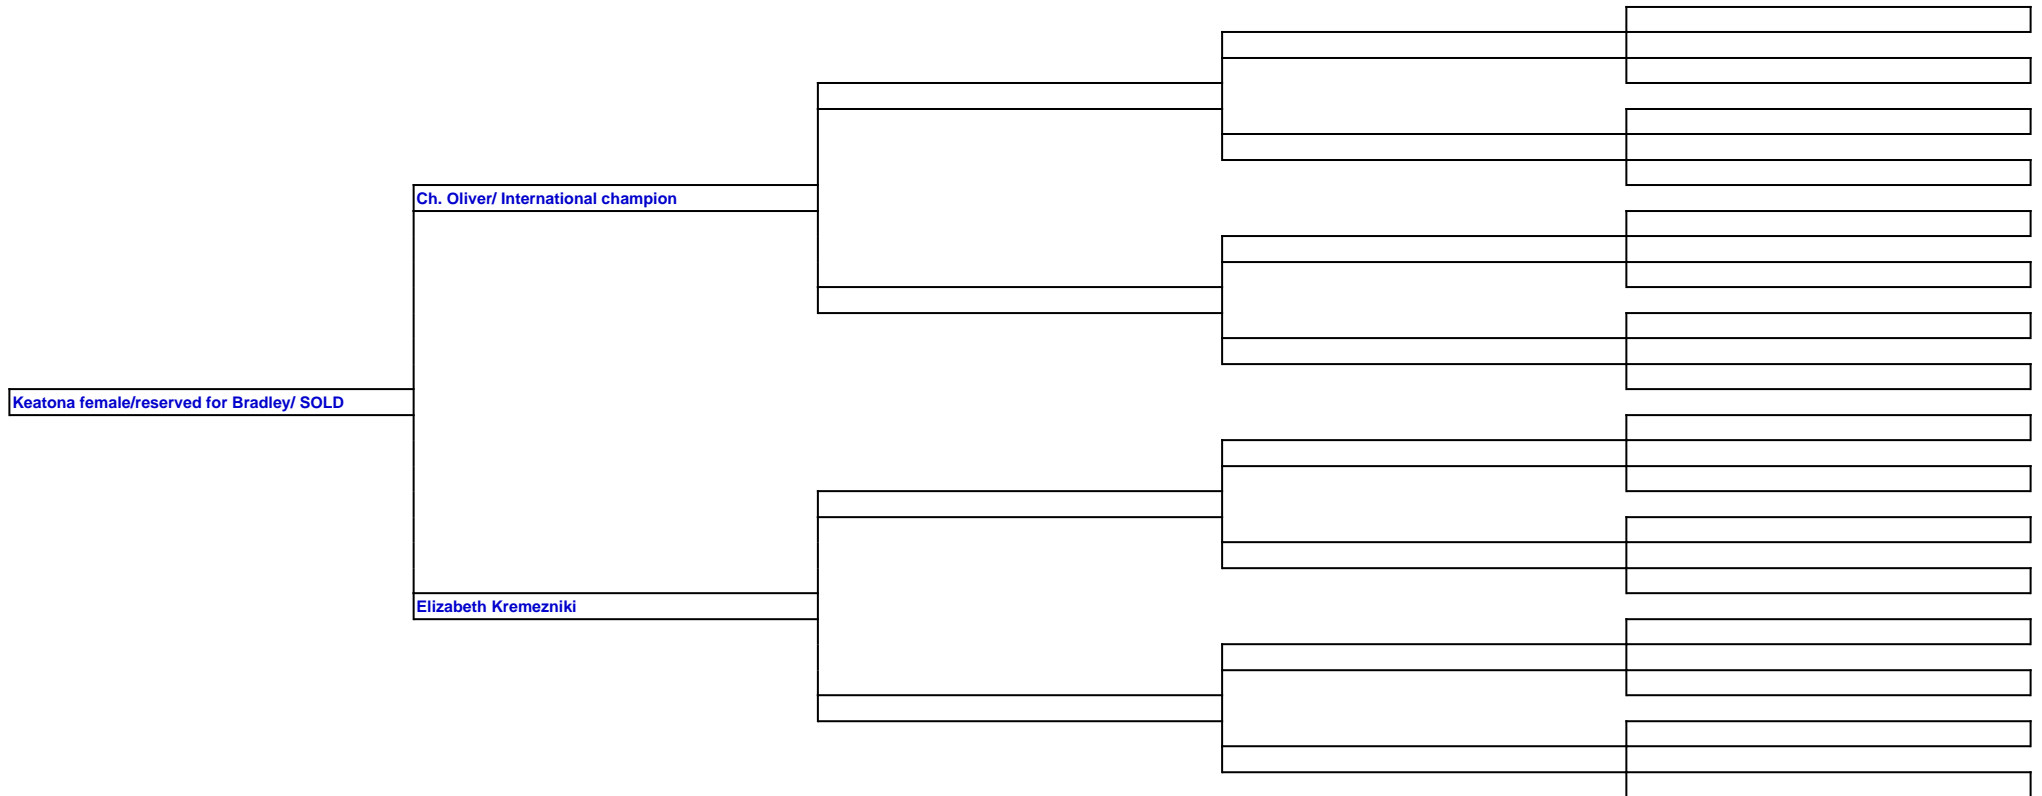 Ch. Oliver/ International champion
Keatona female/reserved for Bradley/ SOLD
Elizabeth Kremezniki